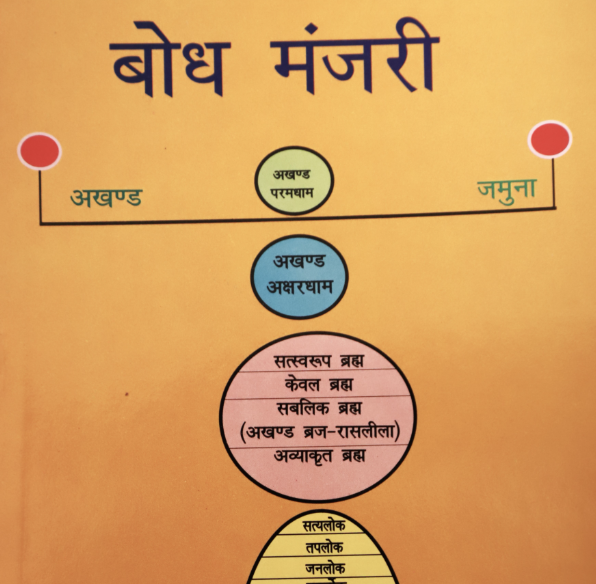 बोध मंजरी
अखण्ड
अखण्ड
परमधाम
जमुना
अखण्ड
अक्षरधाम
सत्स्वरूप ब्रह्म
केवल ब्रह्म
सबलिक ब्रह्म
(अखण्ड ब्रज-रासलीला)
अव्याकृत ब्रह्म
सत्यलोक
तपलोक
जनलोक